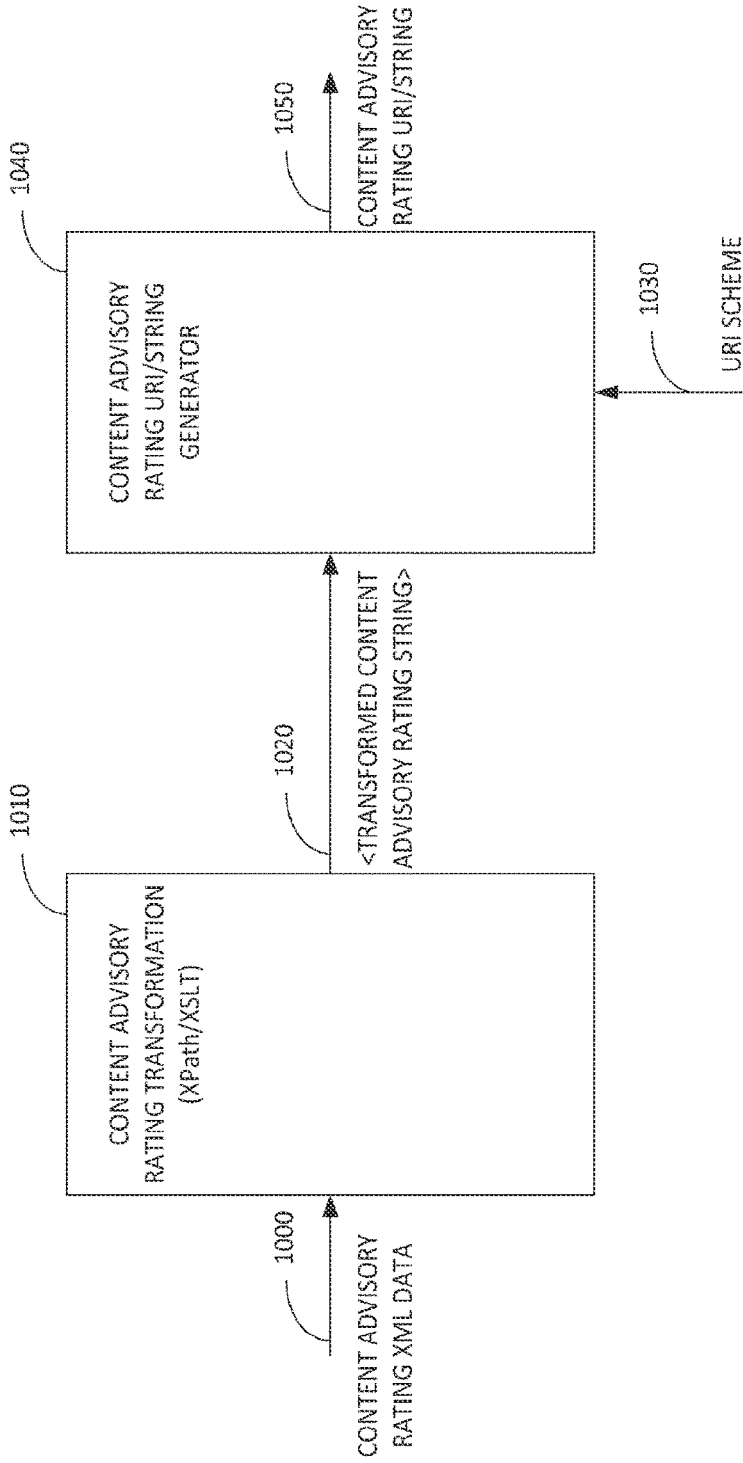 CONTENT ADVISORY
RATING XML DATA
1000
CONTENT ADVISORY
RATING TRANSFORMATION
(XPath/XSLT)
1010
1020
<TRANSFORMED CONTENT
ADVISORY RATING STRING>
CONTENT ADVISORY
RATING URI/STRING
GENERATOR
1040
1030
URI SCHEME
1050
CONTENT ADVISORY
RATING URI/STRING